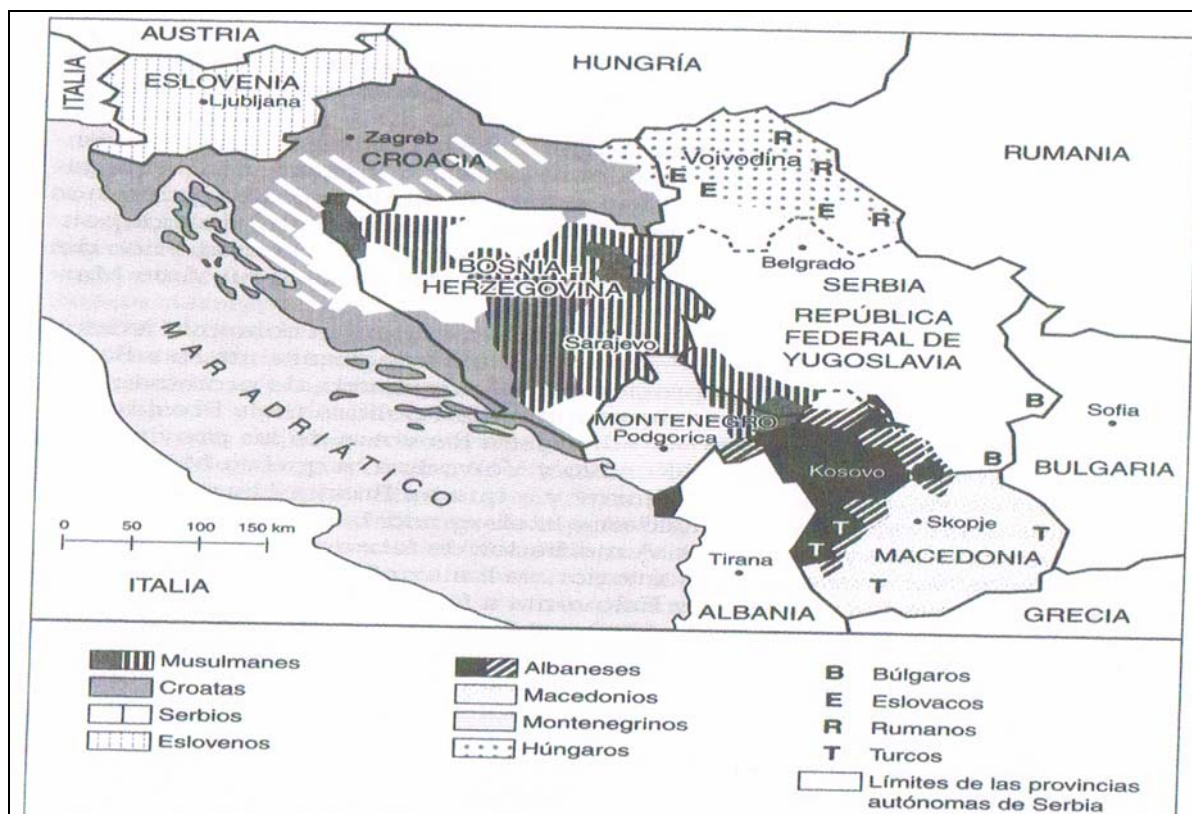 AUSTRIA
HUNGRÍA
ITALIA
ESLOVENIA
Ljubljana
Zagreb
CROACIA
Voivodina
R
R
E
E
E
R
RUMANIA
Belgrado
BOSNIA -
HERZEGOVINA
SERBIA
REPÚBLICA
FEDERAL DE
YUGOSLAVIA
Sarajevo
MAR ADRIATICO
MONTENEGRO
Podgorica
B
Sofia
B
BULGARIA
Kosovo
0 50 100 150 km
Skopje
T
T
T
MACEDONIA
T
Tirana
ITALIA
ALBANIA
GRECIA
Musulmanes
Croatas
Serbios
Eslovenos
Albaneses
Macedonios
Montenegrinos
Húngaros
B Búlgaros
E Eslovacos
R Rumanos
T Turcos
Límites de las provincias
autónomas de Serbia